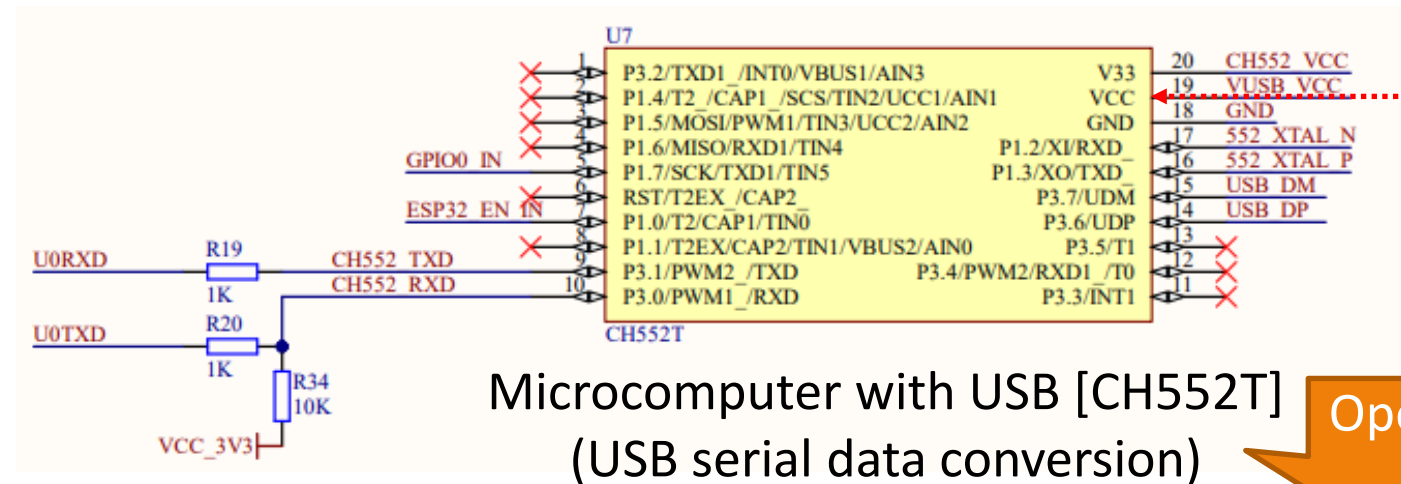 U7
1 P3.2/TXD1_/INT0/VBUS1/AIN3 V33 20 CH552_VCC
2 P1.4/T2_/CAP1_/SCS/TIN2/UCC1/AIN1 VCC 19 VUSB_VCC
3 P1.5/MOSI/PWM1/TIN3/UCC2/AIN2 GND 18 GND
4 P1.6/MISO/RXD1/TIN4 P1.2/XI/RXD_ 17 552_XTAL_N
GPIO0_IN 5 P1.7/SCK/TXD1/TIN5 P1.3/XO/TXD_ 16 552_XTAL_P
6 RST/T2EX_/CAP2_ P3.7/UDM 15 USB_DM
ESP32_EN_IN 7 P1.0/T2/CAP1/TIN0 P3.6/UDP 14 USB_DP
8 P1.1/T2EX/CAP2/TIN1/VBUS2/AIN0 P3.5/T1 13
U0RXD R19 CH552_TXD 9 P3.1/PWM2_/TXD P3.4/PWM2/RXD1_/T0 12
1K CH552_RXD 10 P3.0/PWM1_/RXD P3.3/INT1 11
U0TXD R20 CH552T
1K
R34
10K
VCC_3V3
Microcomputer with USB [CH552T]
(USB serial data conversion)